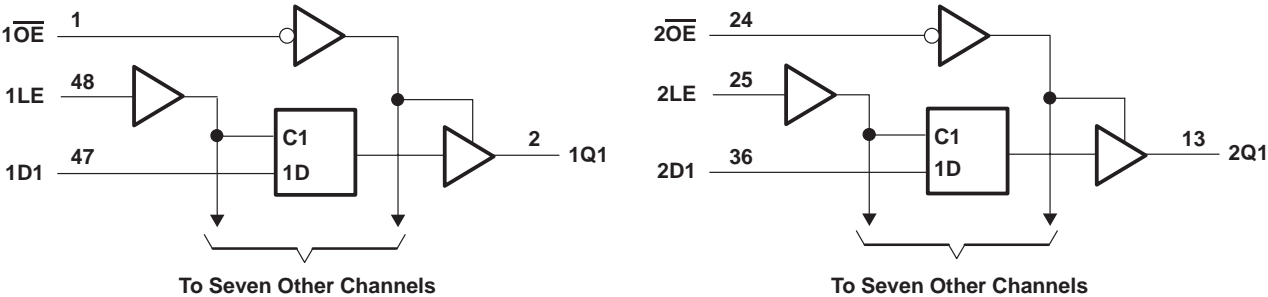 1
1OE
48
1LE
C1
47
1D1
1D
2
1Q1
To Seven Other Channels
24
2OE
25
2LE
C1
36
2D1
1D
13
2Q1
To Seven Other Channels